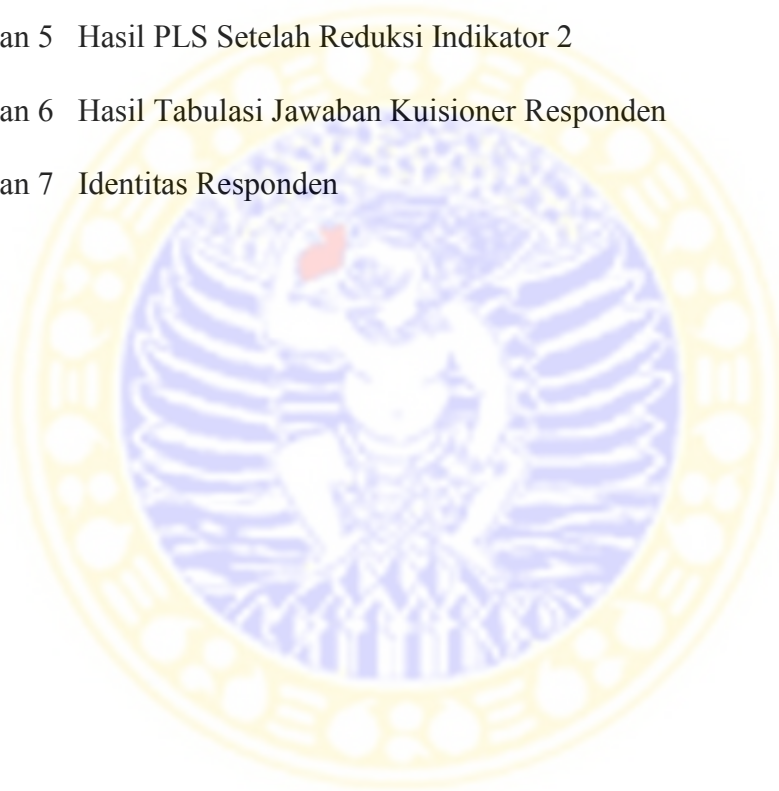 an 5 Hasil PLS Setelah Reduksi Indikator 2
an 6 Hasil Tabulasi Jawaban Kuisioner Responden
an 7 Identitas Responden